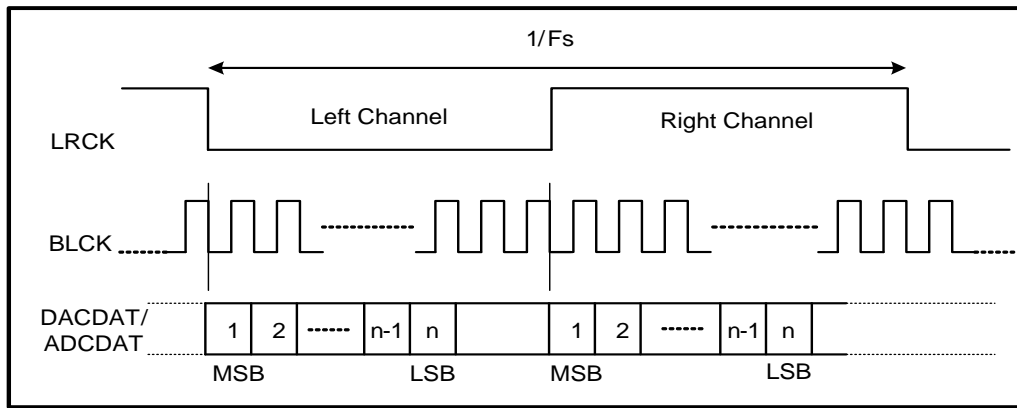 1/Fs
Left Channel
Right Channel
LRCK
BLCK
DACDAT/
ADCDAT
1 2 n-1 n 1 2 n-1 n
MSB LSB MSB LSB